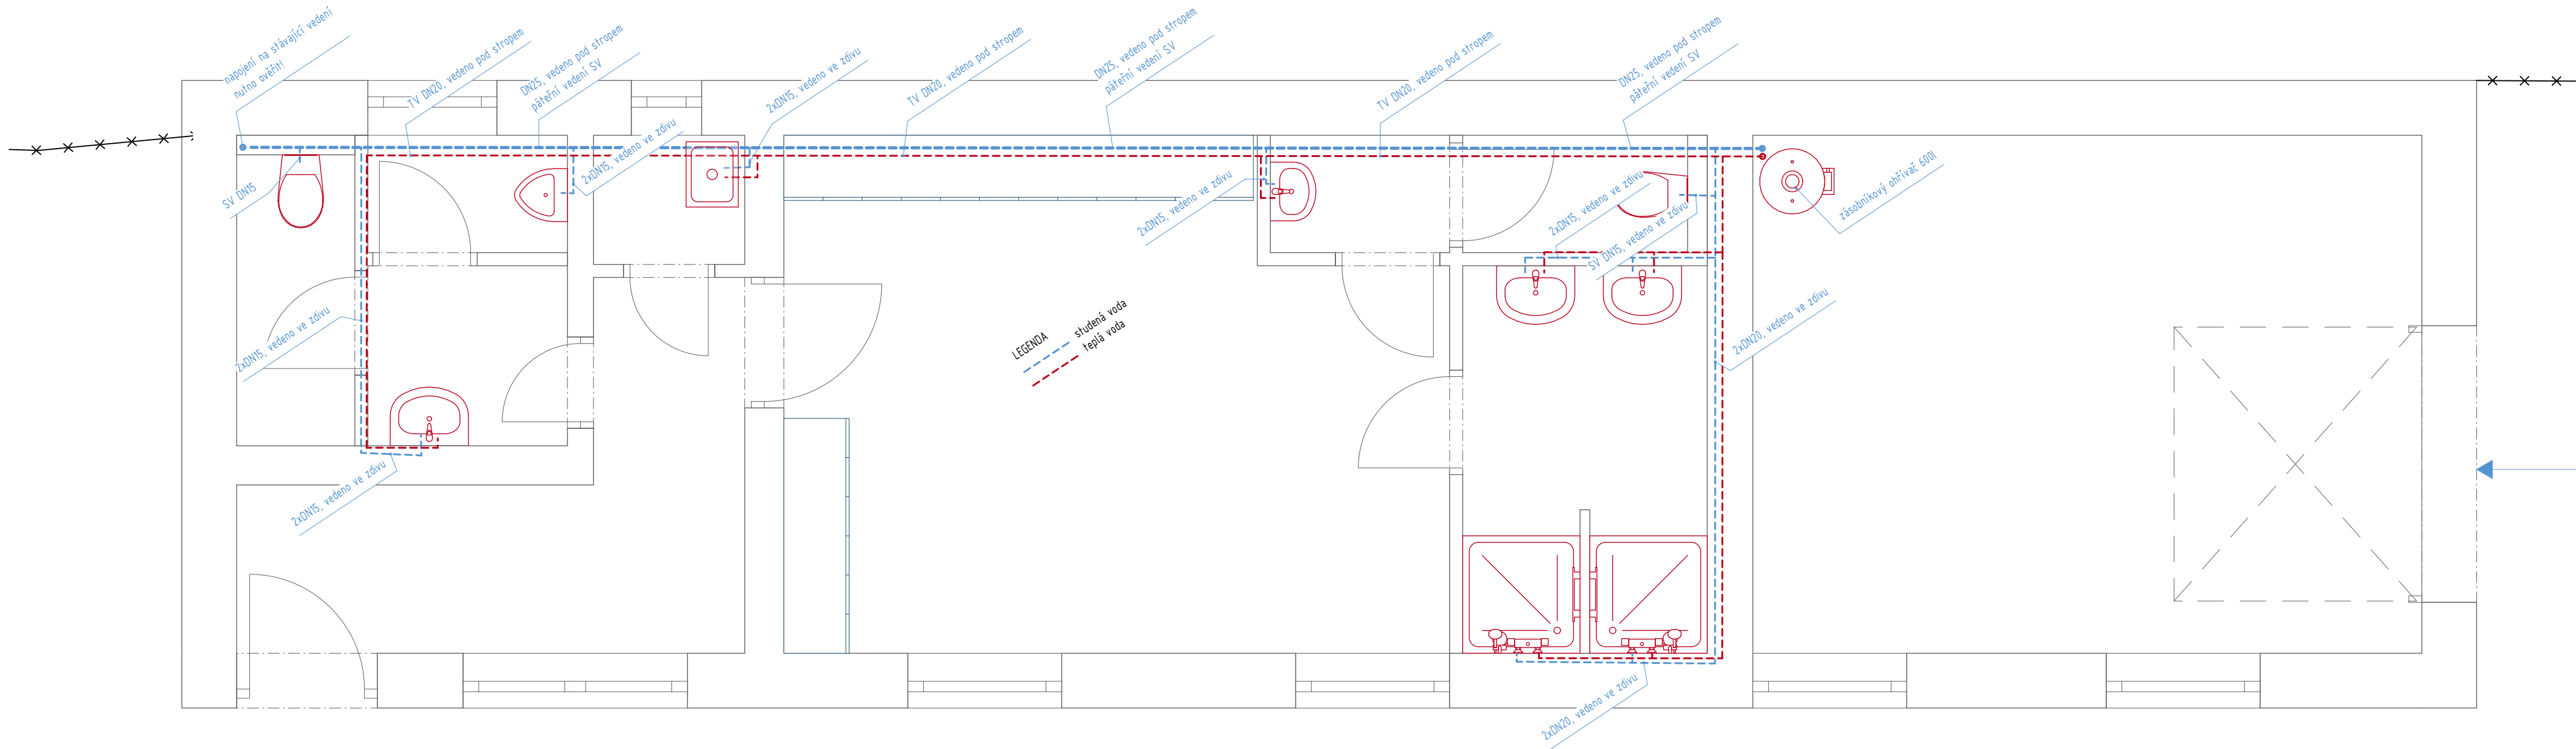 napojení na stávající vedení
nutno ověřit!
TV DN20, vedeno pod stropem
DN25, vedeno pod stropem
páteřní vedení SV
2xDN15, vedeno ve zdivu
2xDN15, vedeno ve zdivu
TV DN20, vedeno pod stropem
DN25, vedeno pod stropem
páteřní vedení SV
TV DN20, vedeno pod stropem
DN25, vedeno pod stropem
páteřní vedení SV
SV DN15
2xDN15, vedeno ve zdivu
2xDN15, vedeno ve zdivu
SV DN15, vedeno ve zdivu
zásobníkový ohřívač 600l
2xDN15, vedeno ve zdivu
LEGENDA
studená voda
teplá voda
2xDN20, vedeno ve zdivu
2xDN15, vedeno ve zdivu
2xDN20, vedeno ve zdivu